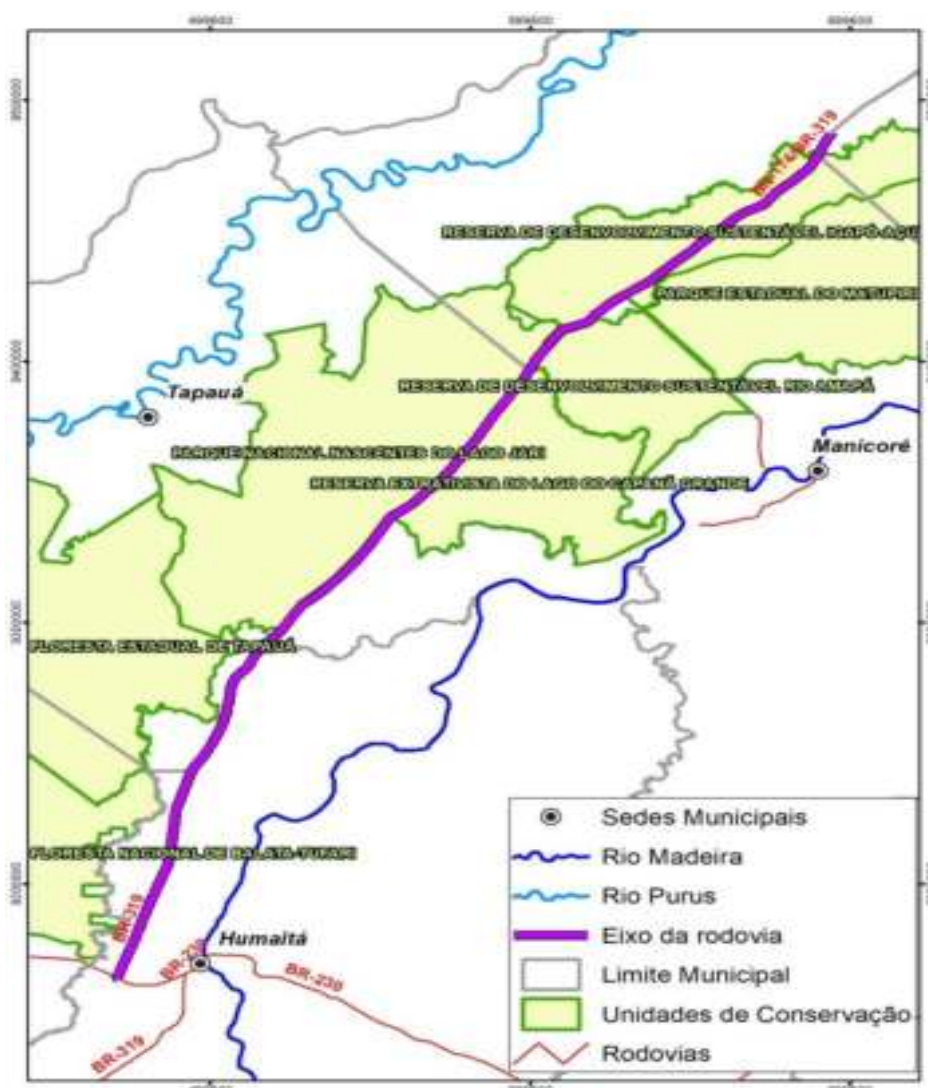 BR-319
RESERVA DE DESENVOLVIMENTO SUSTENTÁVEL IGAPÓ-AÇU
PARQUE ESTADUAL DO MATUPIRI
RESERVA DE DESENVOLVIMENTO SUSTENTÁVEL RIO AMAPÁ
Tapauá
Manicoré
PARQUE NACIONAL NASCENTES DO LAGO JARI
RESERVA EXTRATIVISTA DO LAGO DO CAPANÃ GRANDE
FLORESTA ESTADUAL DE TAPAUÁ
FLORESTA NACIONAL DE BALATA-TUFARI
BR-319
Humaitá
BR-230
BR-319
Sedes Municipais
Rio Madeira
Rio Purus
Eixo da rodovia
Limite Municipal
Unidades de Conservação
Rodovias